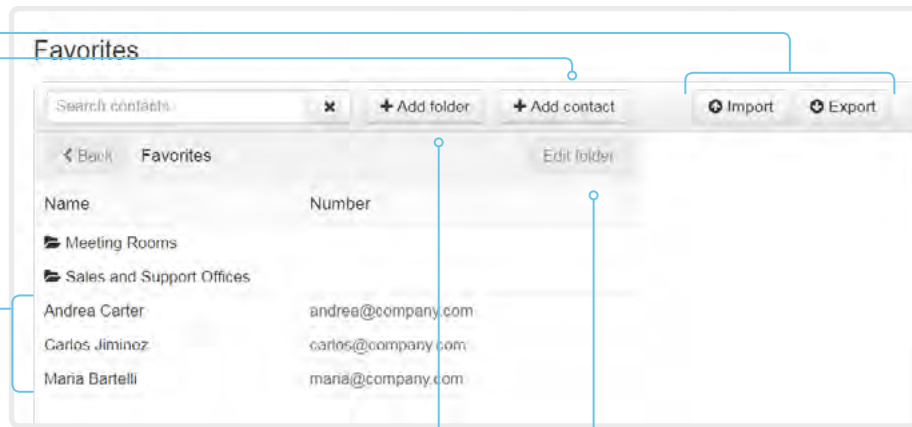 Favorites
Search contacts Add folder Add contact Import Export
Back Favorites Edit folder
Name Number
Meeting Rooms
Sales and Support Offices
Andrea Carter andrea@company.com
Carlos Jiminez carlos@company.com
Maria Bartelli maria@company.com